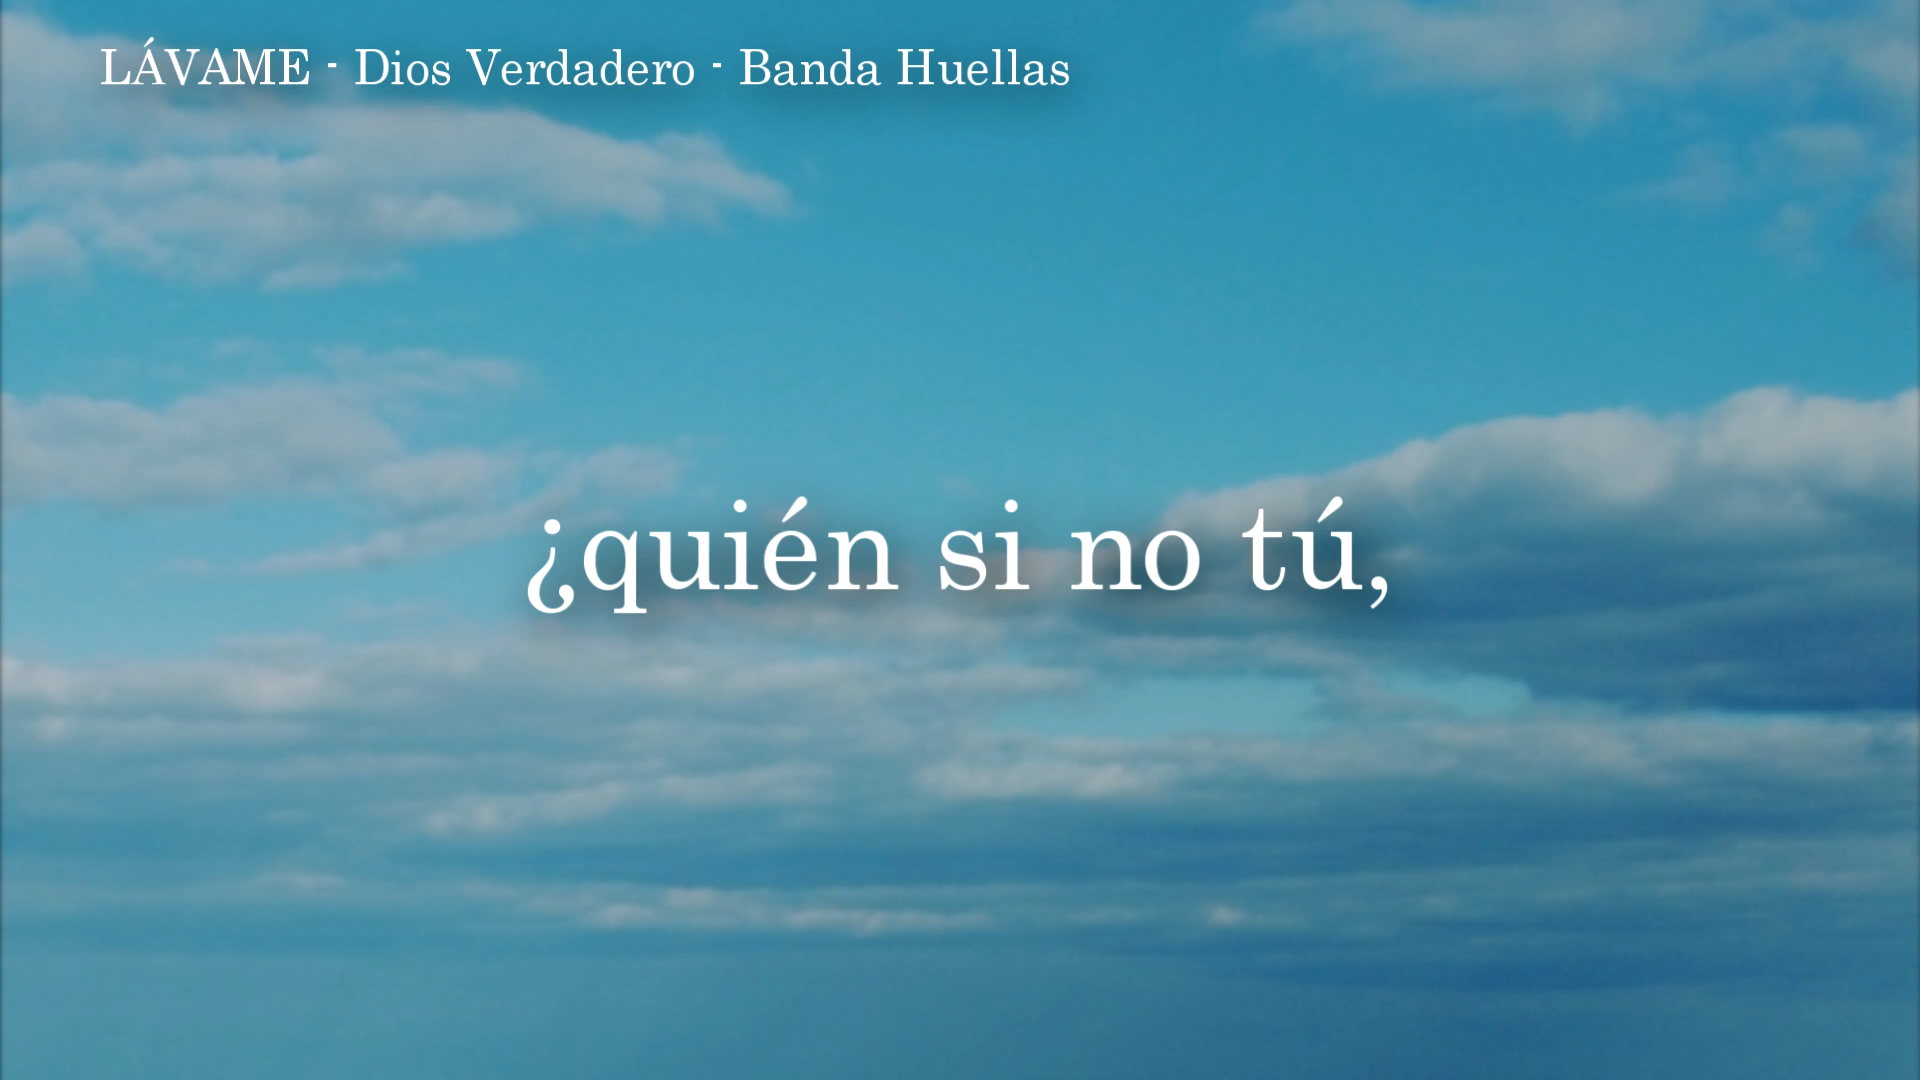 LÁVAME - Dios Verdadero - Banda Huellas
¿quién si no tú,